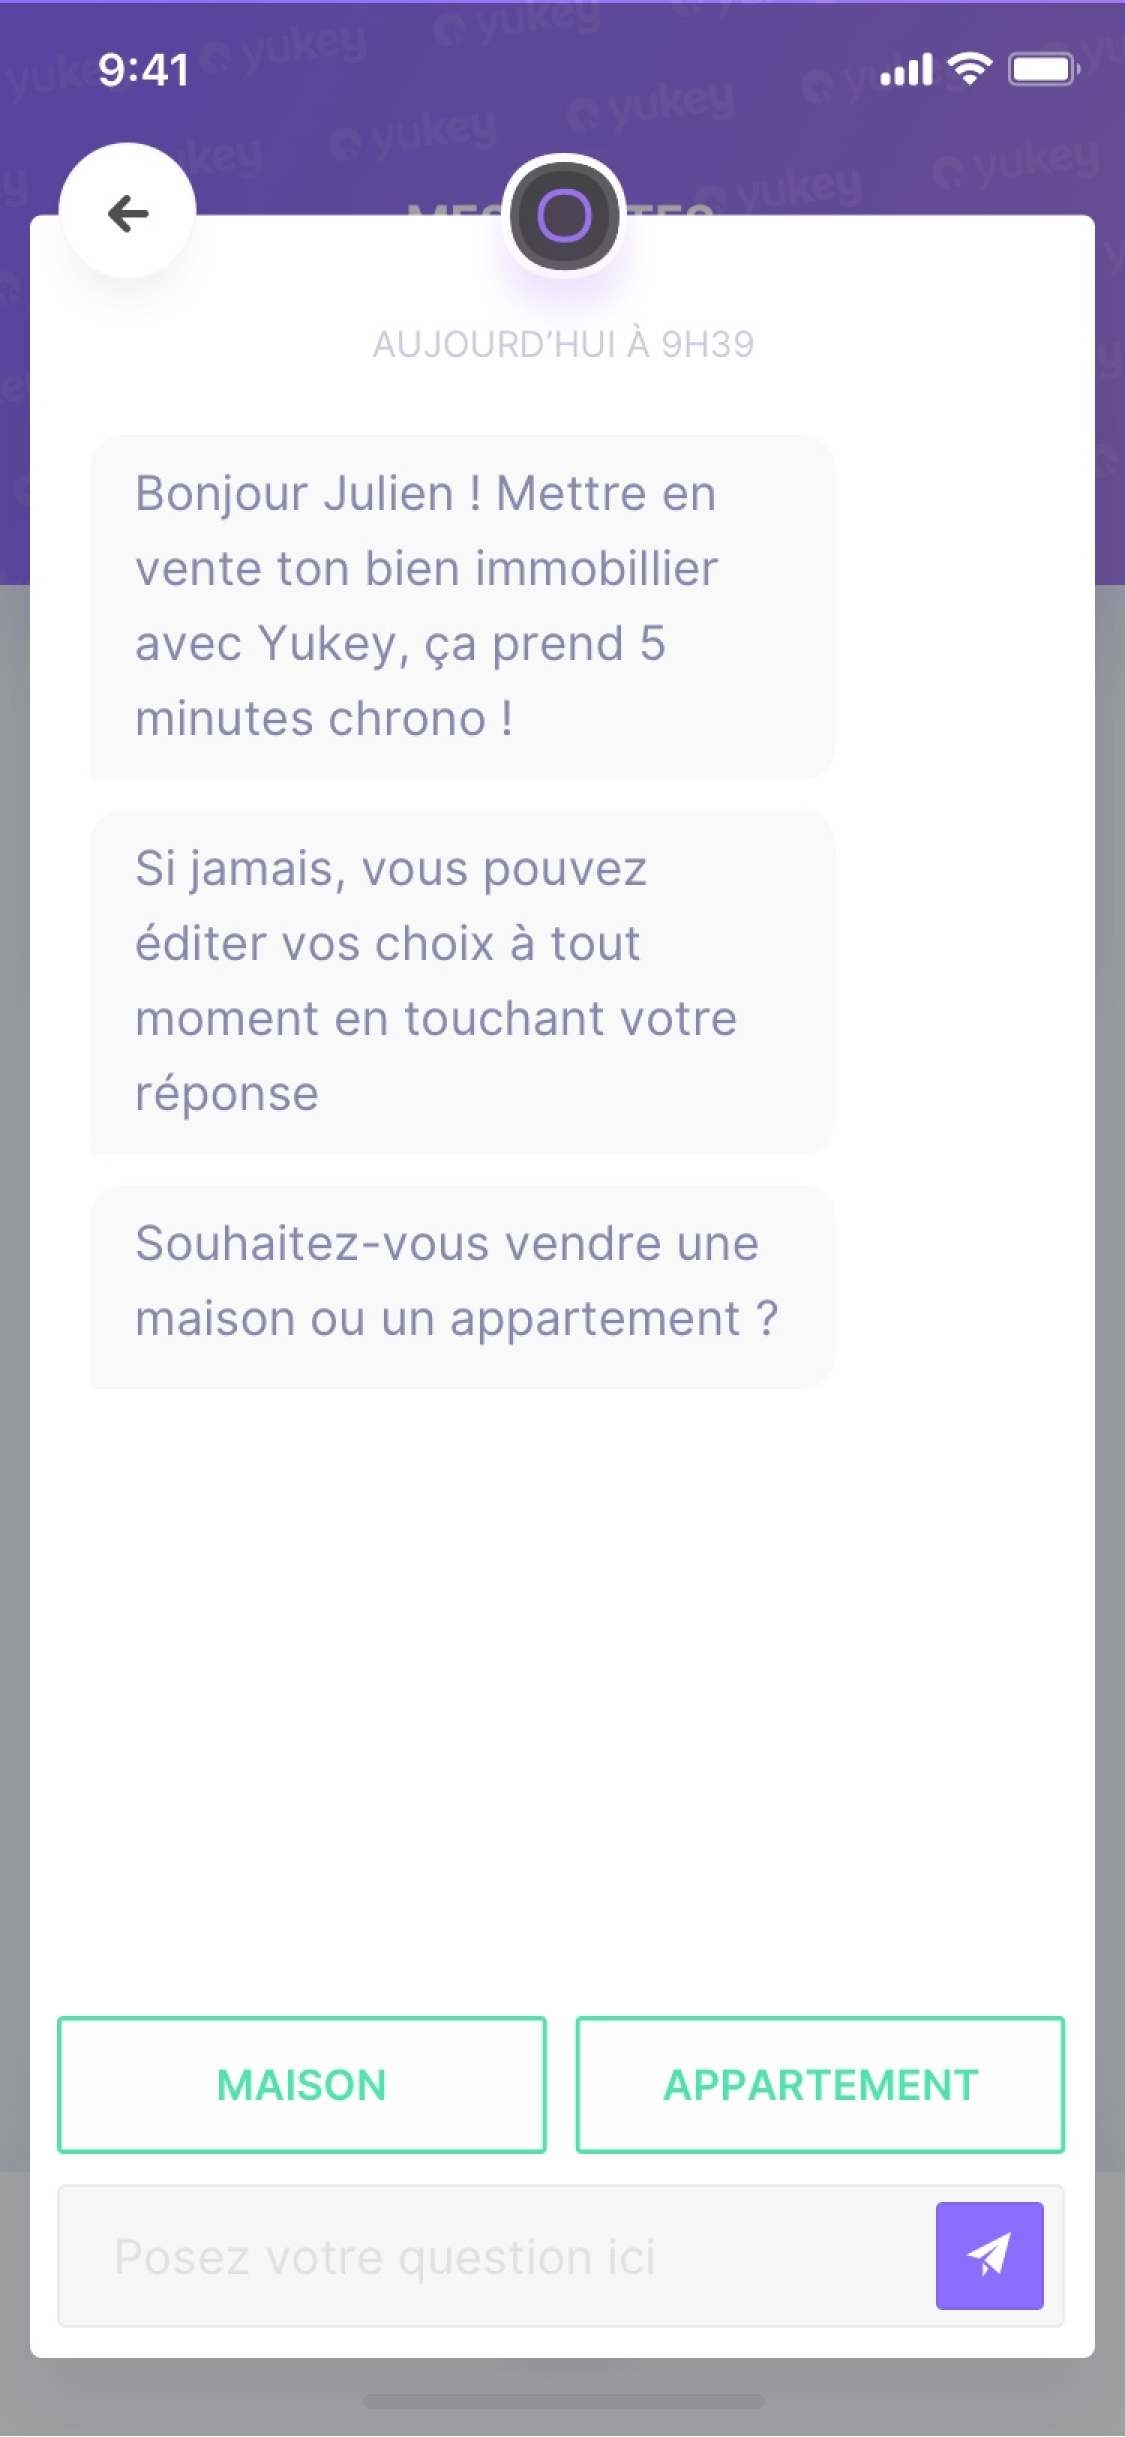 yukey yukey yukey yukey
9:41
yukey yukey
yukey yukey yukey
AUJOURD’HUI À 9H39
Bonjour Julien ! Mettre en
vente ton bien immobillier
avec Yukey, ça prend 5
minutes chrono !
Si jamais, vous pouvez
éditer vos choix à tout
moment en touchant votre
réponse
Souhaitez-vous vendre une
maison ou un appartement ?
MAISON
APPARTEMENT
Posez votre question ici